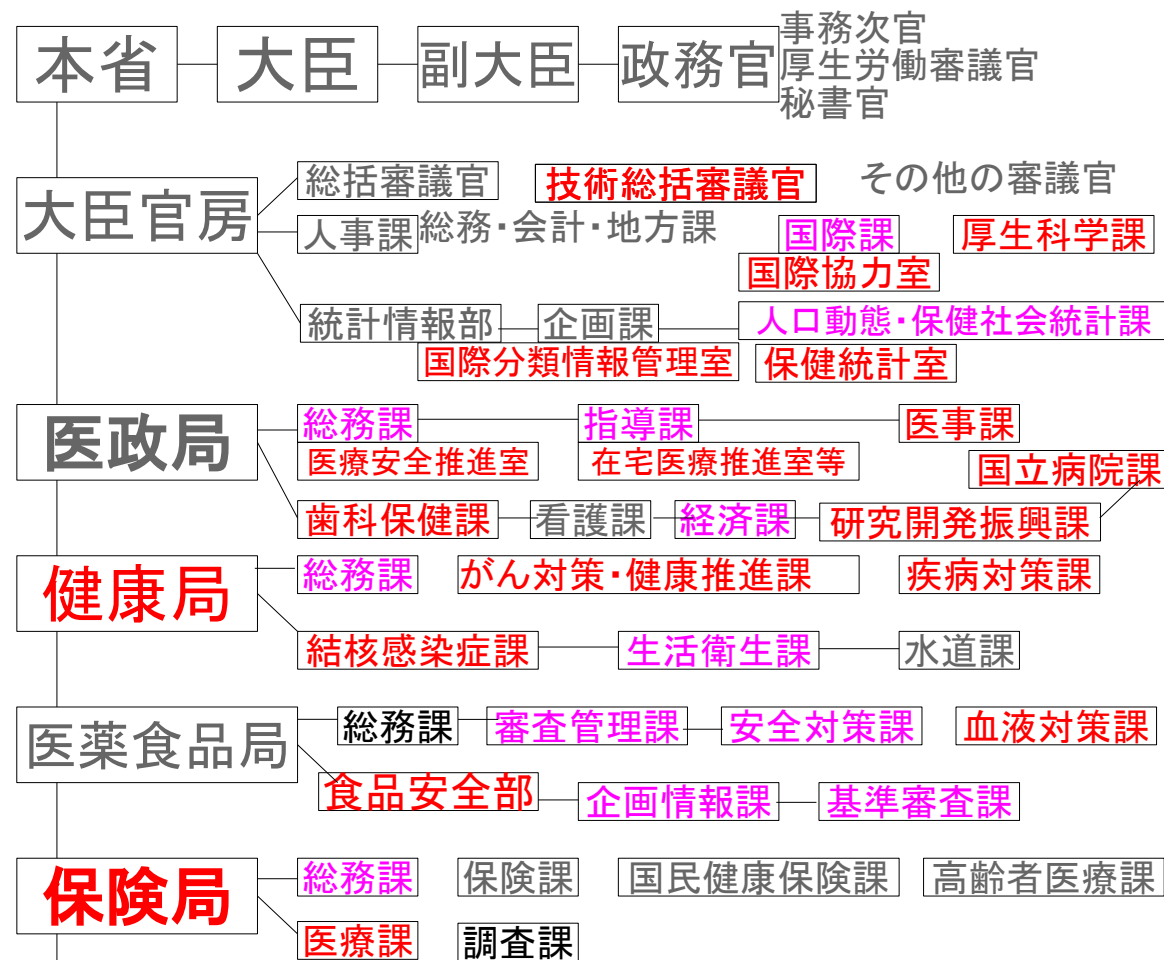 本省 大臣 副大臣 政務官
事務次官
厚生労働審議官
秘書官
大臣官房
総括審議官 技術総括審議官 その他の審議官
人事課 総務・会計・地方課 国際課 厚生科学課
国際協力室
統計情報部 企画課 人口動態・保健社会統計課
国際分類情報管理室 保健統計室
医政局
総務課 指導課 医事課
医療安全推進室 在宅医療推進室等 国立病院課
歯科保健課 看護課 経済課 研究開発振興課
健康局
総務課 がん対策・健康推進課 疾病対策課
結核感染症課 生活衛生課 水道課
医薬食品局
総務課 審査管理課 安全対策課 血液対策課
食品安全部 企画情報課 基準審査課
保険局
総務課 保険課 国民健康保険課 高齢者医療課
医療課 調査課